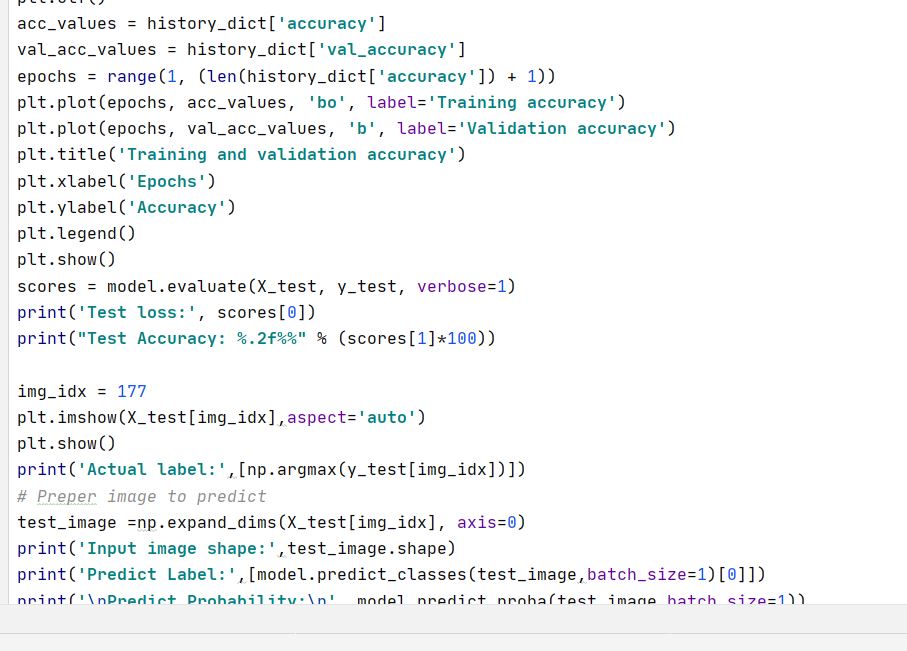 plt.clf()
acc_values = history_dict['accuracy']
val_acc_values = history_dict['val_accuracy']
epochs = range(1, (len(history_dict['accuracy']) + 1))
plt.plot(epochs, acc_values, 'bo', label='Training accuracy')
plt.plot(epochs, val_acc_values, 'b', label='Validation accuracy')
plt.title('Training and validation accuracy')
plt.xlabel('Epochs')
plt.ylabel('Accuracy')
plt.legend()
plt.show()
scores = model.evaluate(X_test, y_test, verbose=1)
print('Test loss:', scores[0])
print("Test Accuracy: %.2f%%" % (scores[1]*100))

img_idx = 177
plt.imshow(X_test[img_idx],aspect='auto')
plt.show()
print('Actual label:',[np.argmax(y_test[img_idx])])
# Preper image to predict
test_image =np.expand_dims(X_test[img_idx], axis=0)
print('Input image shape:',test_image.shape)
print('Predict Label:',[model.predict_classes(test_image,batch_size=1)[0]])
print('\nPredict Probability:\n', model.predict_proba(test_image,batch_size=1))